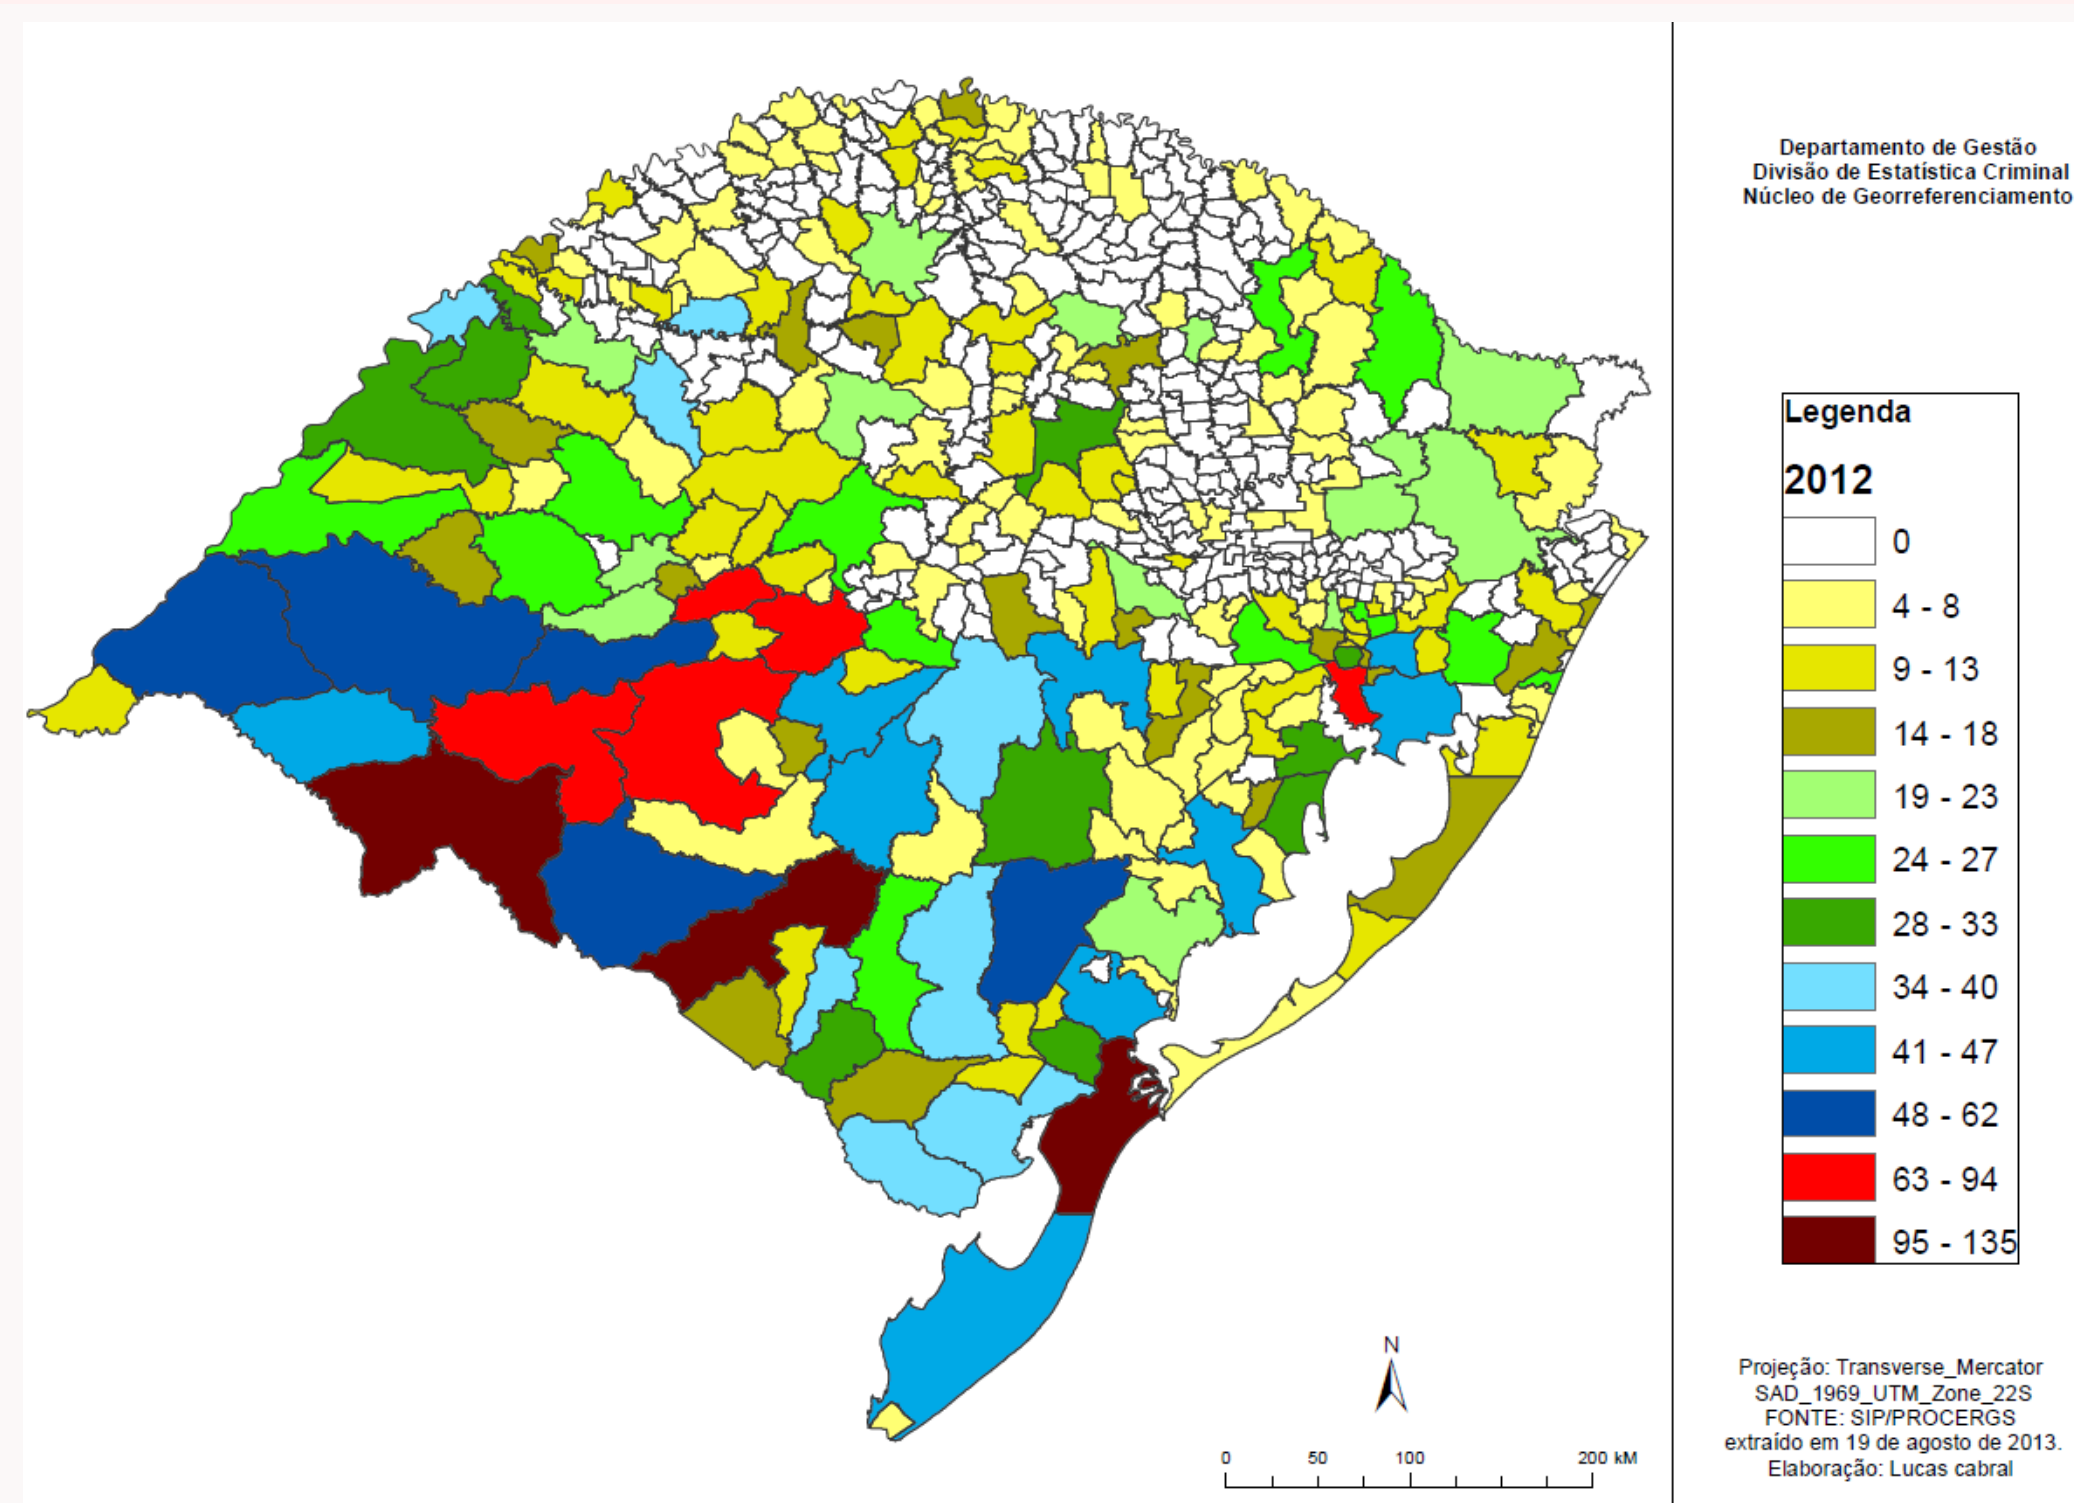 Departamento de Gestão
Divisão de Estatística Criminal
Núcleo de Georreferenciamento
Legenda
2012
0
4 - 8
9 - 13
14 - 18
19 - 23
24 - 27
28 - 33
34 - 40
41 - 47
48 - 62
63 - 94
95 - 135
N
0 50 100 200 kM
Projeção: Transverse_Mercator
SAD_1969_UTM_Zone_22S
FONTE: SIP/PROCERGS
extraído em 19 de agosto de 2013.
Elaboração: Lucas cabral